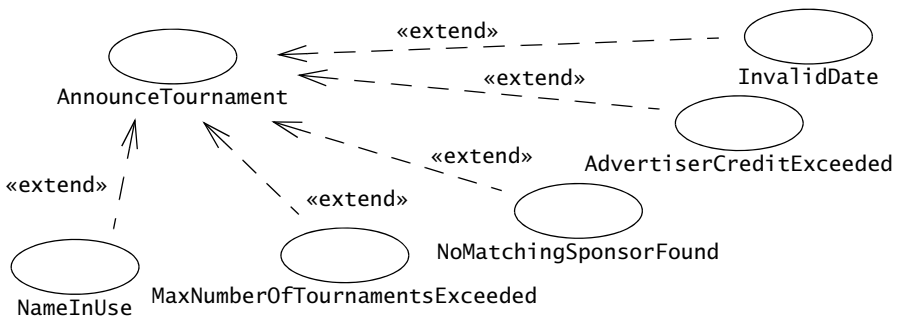 «extend»
InvalidDate
«extend»
AnnounceTournament
«extend»
AdvertiserCreditExceeded
«extend»
«extend»
NoMatchingSponsorFound
MaxNumberOfTournamentsExceeded
NameInUse